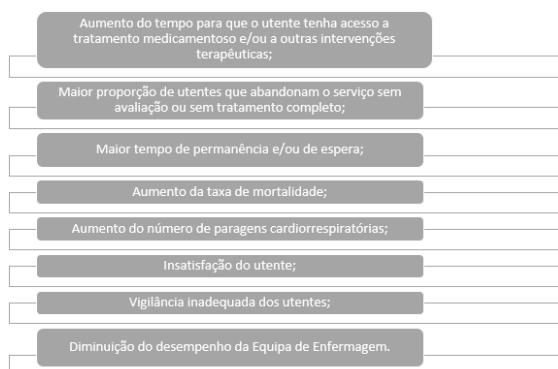 Aumento do tempo para que o utente tenha acesso a
tratamento medicamentoso e/ou a outras intervenções
terapêuticas;
Maior proporção de utentes que abandonam o serviço sem
avaliação ou sem tratamento completo;
Maior tempo de permanência e/ou de espera;
Aumento da taxa de mortalidade;
Aumento do número de paragens cardiorrespiratórias;
Insatisfação do utente;
Vigilância inadequada dos utentes;
Diminuição do desempenho da Equipa de Enfermagem.